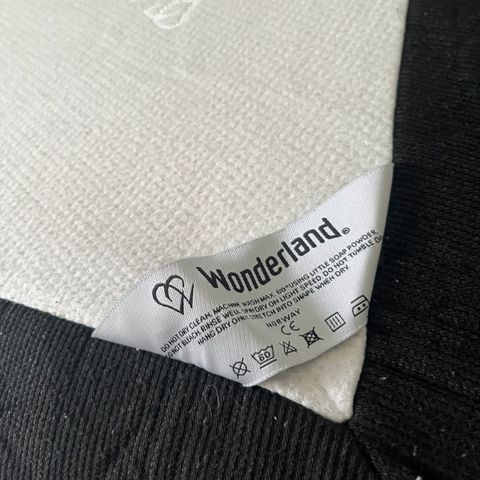 Wonderland®
DO NOT DRY CLEAN. MACHINE WASH MAX. 60° USING LITTLE SOAP POWDER.
DO NOT BLEACH. RINSE WELL. SPIN DRY ON LIGHT SPEED. DO NOT TUMBLE
HANG DRY ONLY. STRETCH INTO SHAPE WHEN DRY.
NORWAY
CE
60